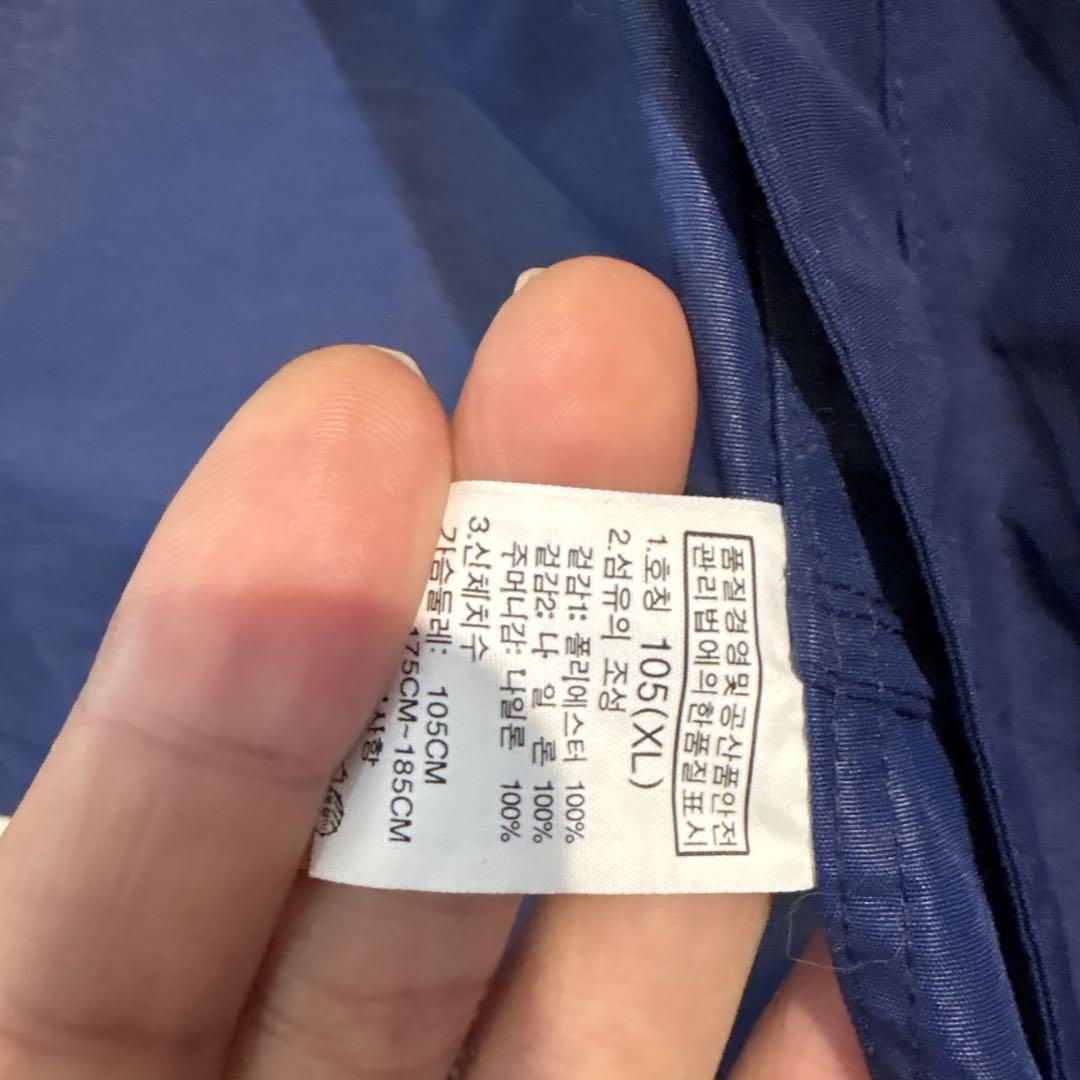 품질경영및공산품안전
관리법에의한품질표시
1.호칭 105(XL)
2.섬유의 조성
겉감1: 폴리에스터 100%
겉감2: 나 일 론 100%
주머니감: 나일론 100%
3.신체치수
가슴둘레: 105CM
175CM~185CM
사항